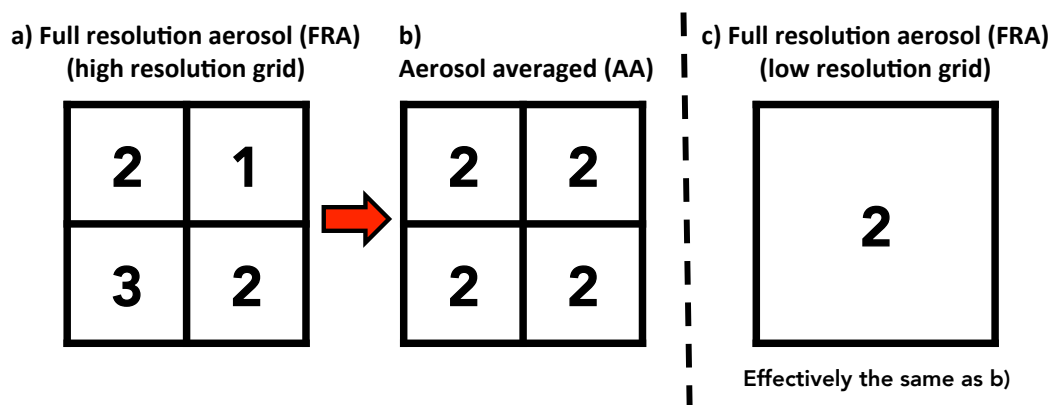 a) Full resolution aerosol (FRA)
(high resolution grid)
2 1
3 2
b)
Aerosol averaged (AA)
2 2
2 2
c) Full resolution aerosol (FRA)
(low resolution grid)
2
Effectively the same as b)